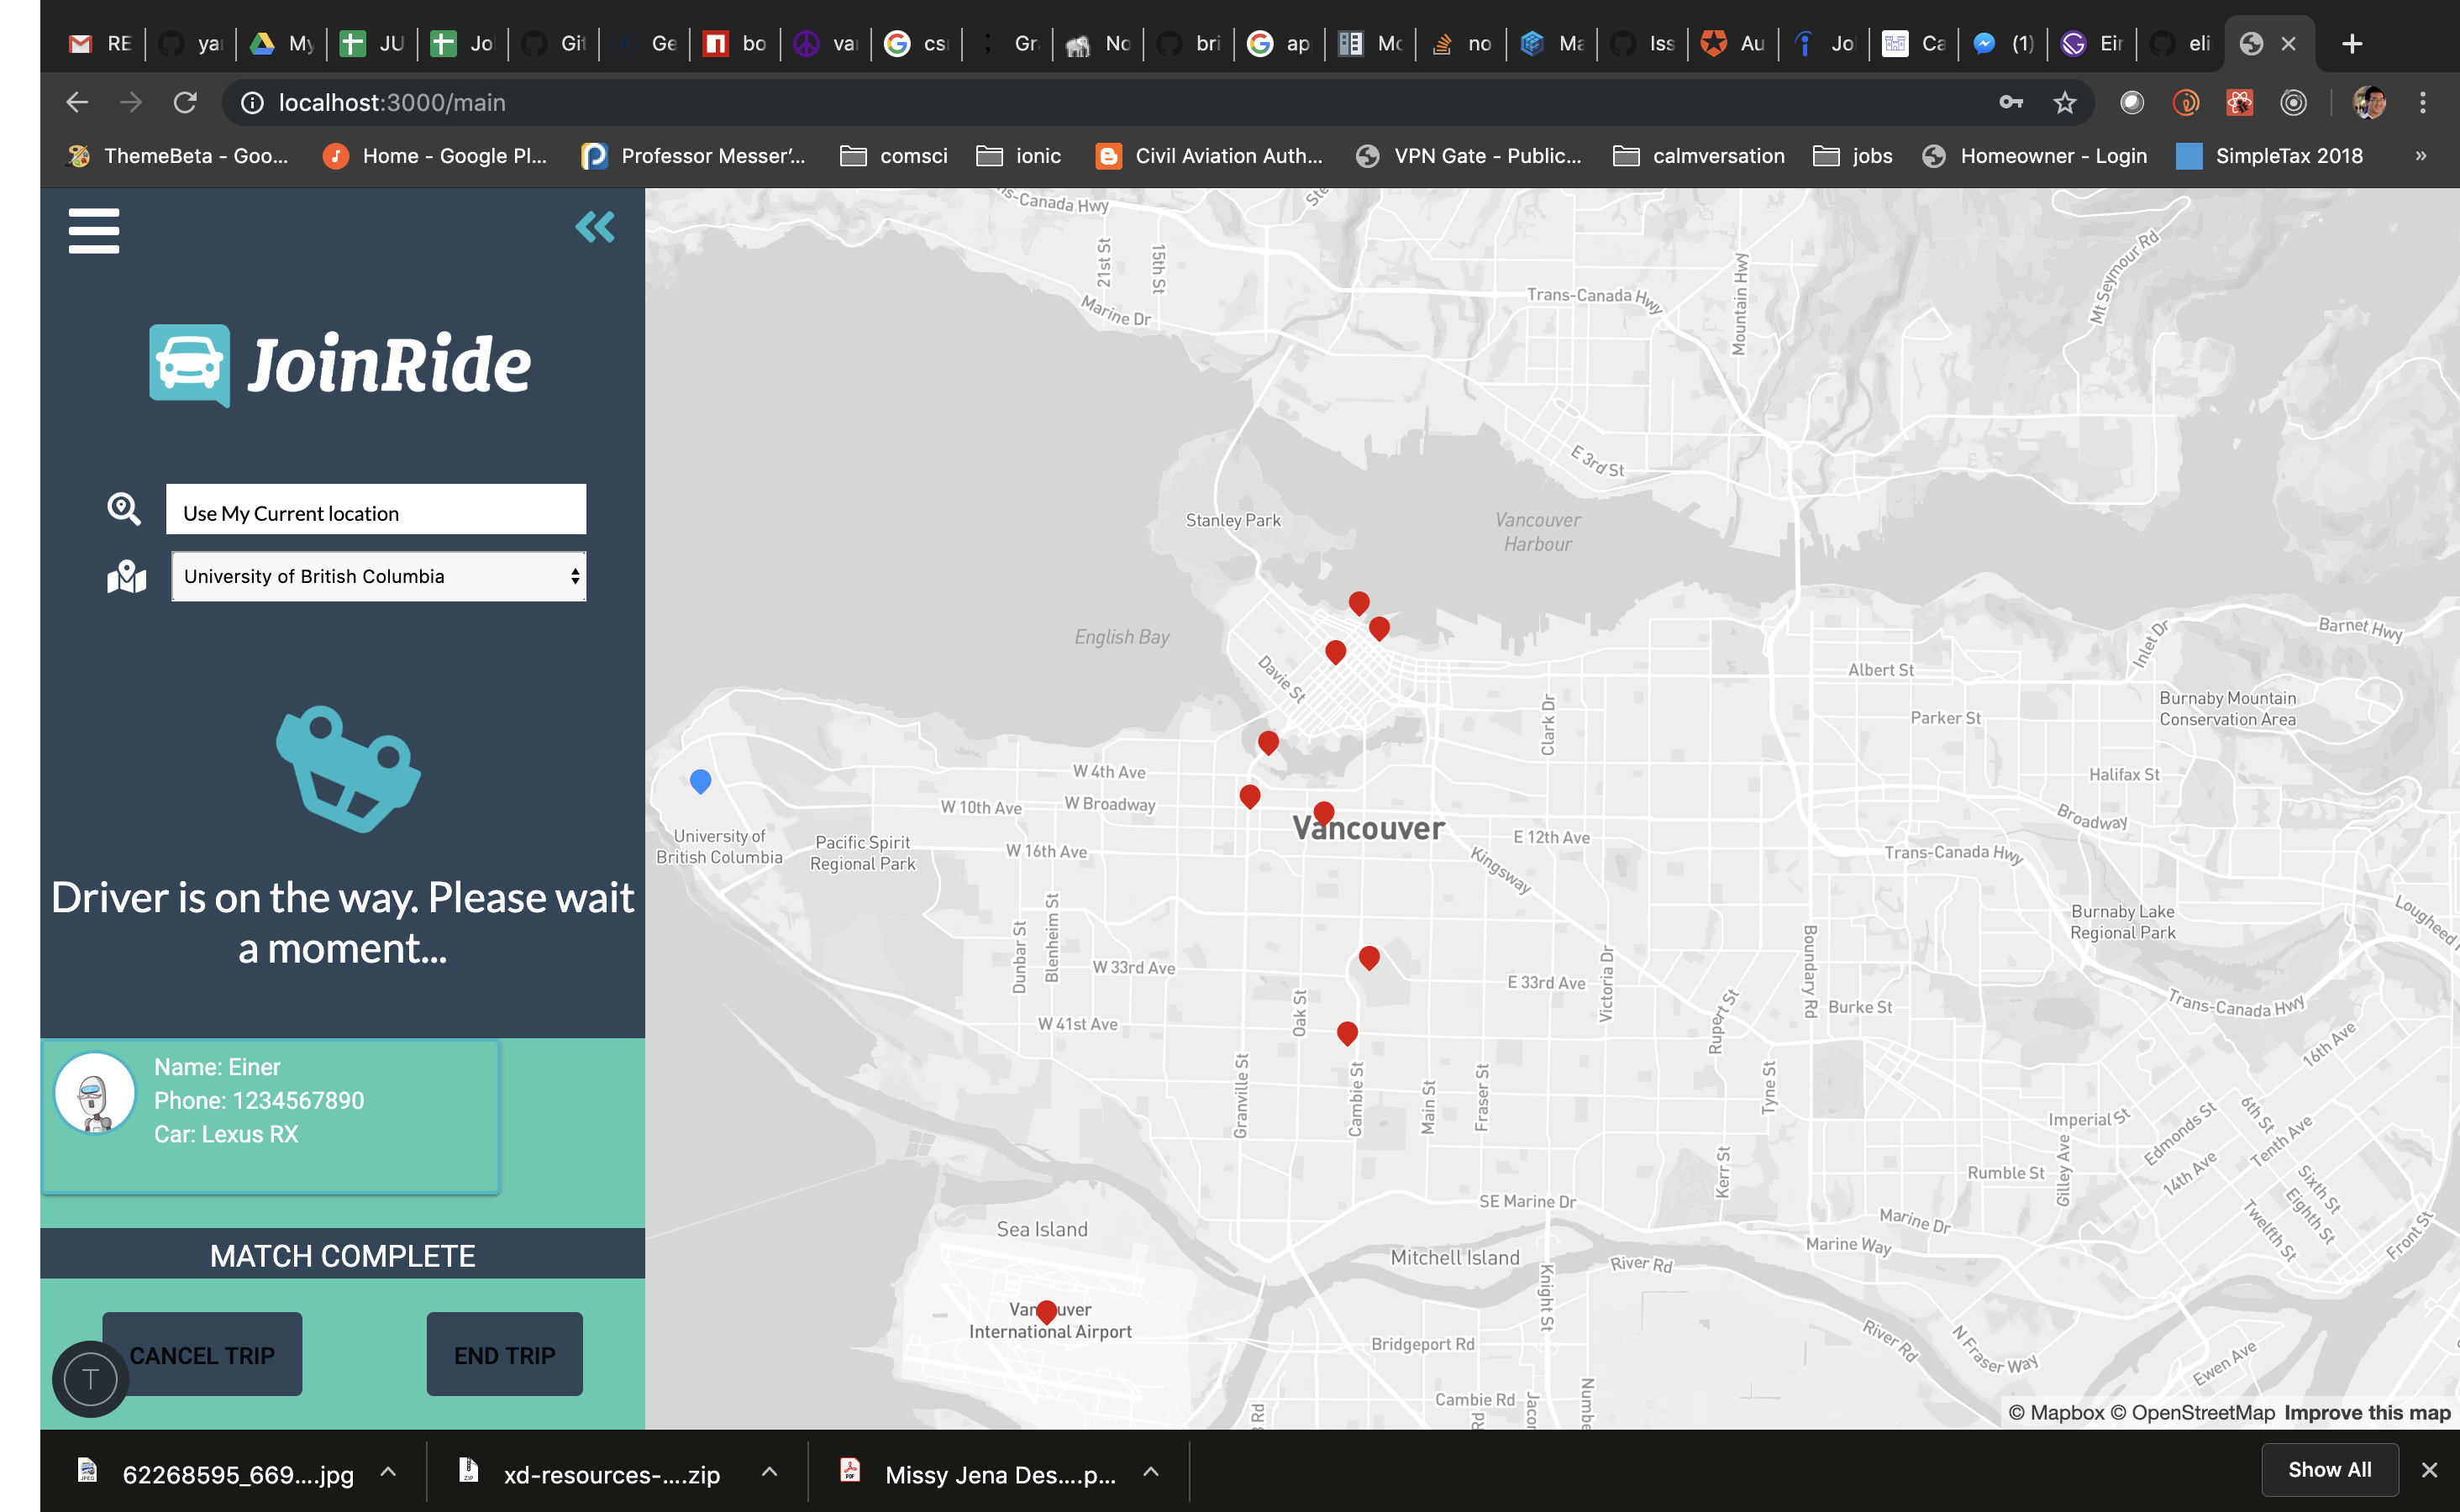 RE
ya
My
JU
Jo
Git
Ge
bo
va
cs
Gr
No
bri
ap
Mc
no
Ma
Iss
Au
Jo
Ca
(1)
Eir
eli
localhost:3000/main
ThemeBeta - Goo...
Home - Google Pl...
Professor Messer'...
comsci
ionic
Civil Aviation Auth...
VPN Gate - Public...
calmversation
jobs
Homeowner - Login
SimpleTax 2018
»
JoinRide
Use My Current location
University of British Columbia
Driver is on the way. Please wait
a moment...
Name: Einer
Phone: 1234567890
Car: Lexus RX
MATCH COMPLETE
CANCEL TRIP
END TRIP
T
s-Canada Hwy
Ste
21st St
15th St
Marine Dr
Trans-Canada Hwy
Mountain Hwy
Mt Seymour Rd
E 3rd St
Stanley Park
Vancouver
Harbour
English Bay
Davie St
Inlet Dr
Barnet Hwy
Albert St
Clark Dr
Parker St
Burnaby Mountain
Conservation Area
W 4th Ave
Halifax St
W 10th Ave
W Broadway
Broadway
Vancouver
University of
British Columbia
Pacific Spirit
Regional Park
W 16th Ave
E 12th Ave
Kingsway
Trans-Canada Hwy
Burnaby Lake
Regional Park
Lougheed
Dunbar St
Blenheim St
W 33rd Ave
E 33rd Ave
Victoria Dr
Boundary Rd
Oak St
Rupert St
Burke St
Trans-Canada Hwy
W 41st Ave
16th Ave
Granville St
Cambie St
Main St
Fraser St
Tyne St
Imperial St
Edmonds St
6th St
Tenth Ave
Kerr St
Rumble St
Gilley Ave
14th Ave
Sixth St
Eighth St
Twelfth St
Front St
SE Marine Dr
Marine Dr
Sea Island
Mitchell Island
Marine Way
River Rd
Knight St
Vancouver
International Airport
Bridgeport Rd
River Rd
N Fraser Way
Ewen Ave
Cambie Rd
Rd
Rd
Jacor
Numbe
© Mapbox © OpenStreetMap Improve this map
62268595_669....jpg
xd-resources-....zip
Missy Jena Des....p...
Show All